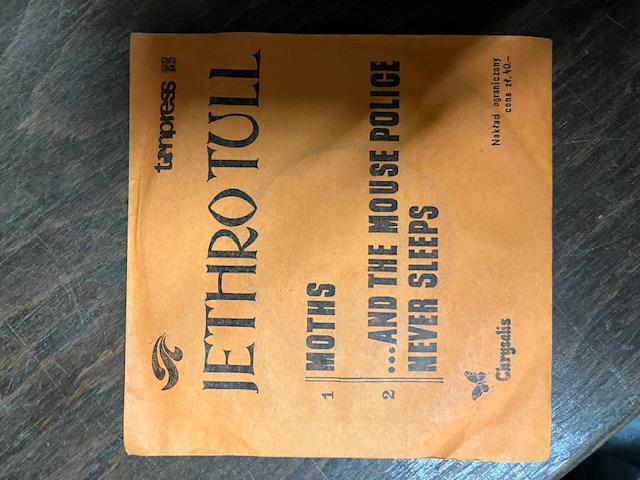 tonpress
JETHRO TULL
1 MOTHS
2 ...AND THE MOUSE POLICE
NEVER SLEEPS
Chrysalis
Nakład ograniczony
cena zł. 40.–